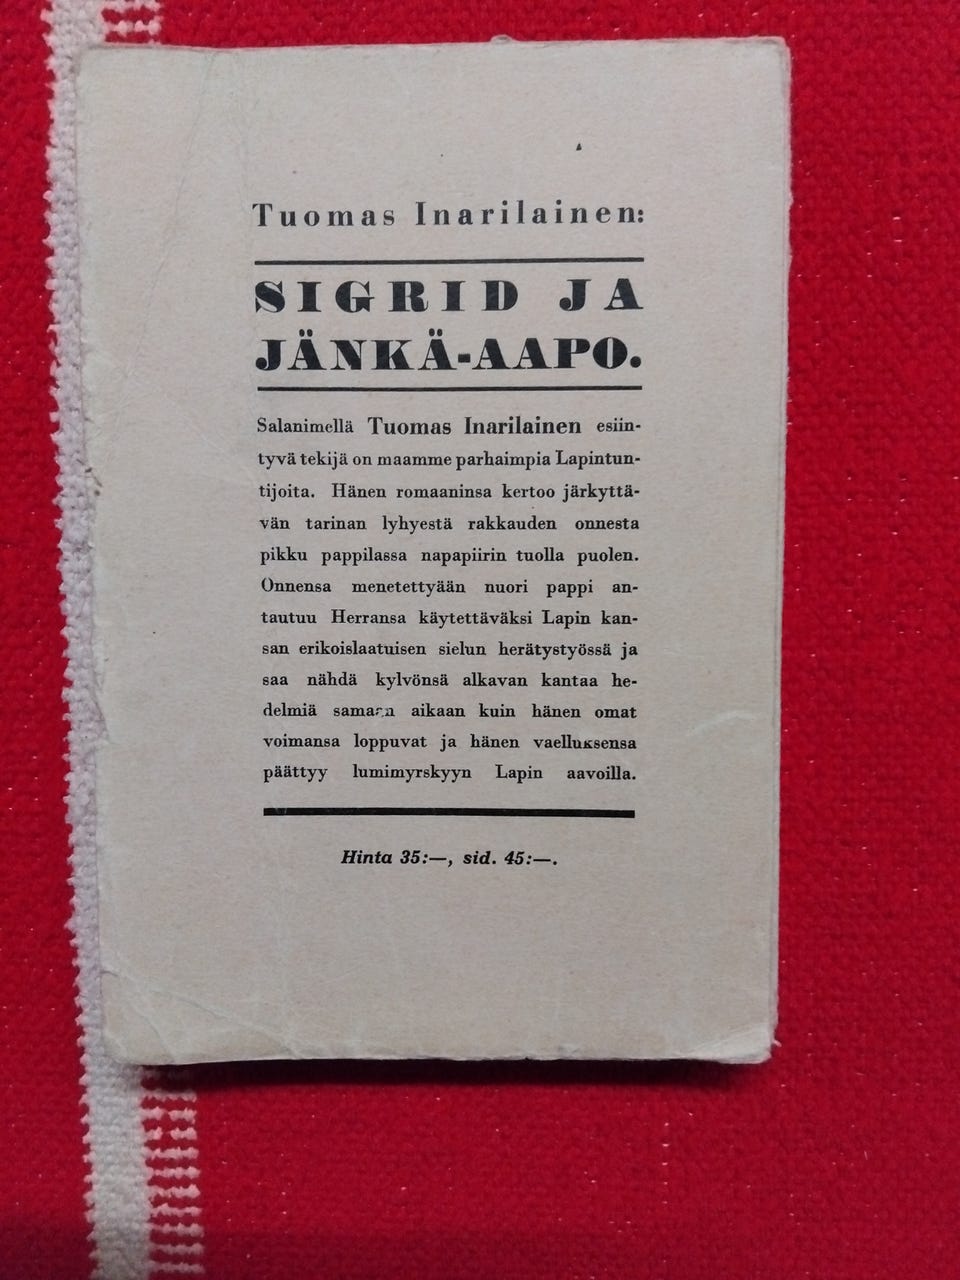 Tuomas Inarilainen:
SIGRID JA
JÄNKÄ-AAPO.
Salanimellä Tuomas Inarilainen esiin-
tyvä tekijä on maamme parhaimpia Lapintun-
tijoita. Hänen romaaninsa kertoo järkyttä-
vän tarinan lyhyestä rakkauden onnesta
pikku pappilassa napapiirin tuolla puolen.
Onnensa menetettyään nuori pappi an-
tautuu Herransa käytettäväksi Lapin kan-
san erikoislaatuisen sielun herätystyössä ja
saa nähdä kylvönsä alkavan kantaa he-
delmiä samaan aikaan kuin hänen omat
voimansa loppuvat ja hänen vaelluksensa
päättyy lumimyrskyyn Lapin aavoilla.
Hinta 35:—, sid. 45:—.